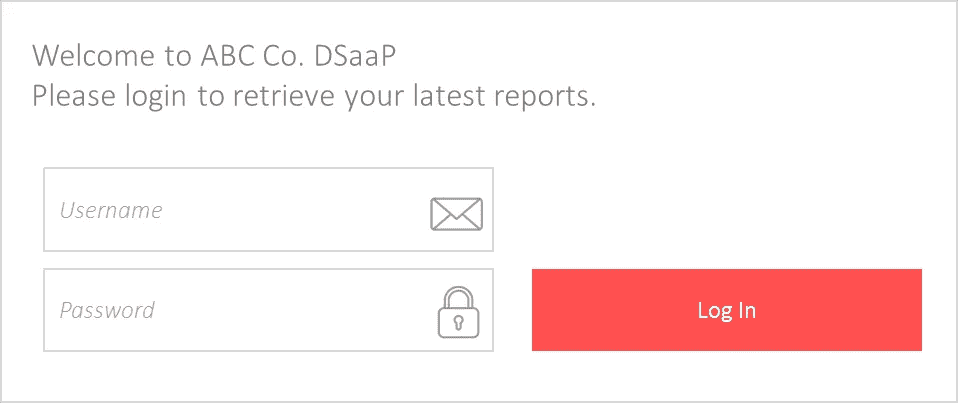 Welcome to ABC Co. DSaaP
Please login to retrieve your latest reports.
Username
Password
Log In